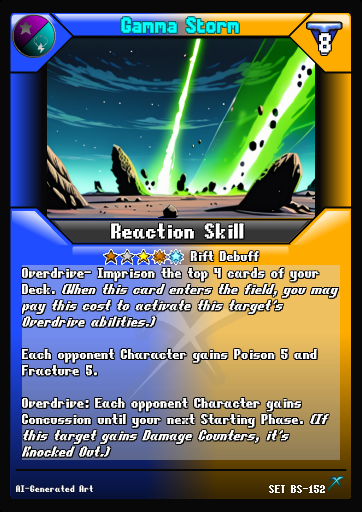 Gamma Storm
8
Reaction Skill
Rift Debuff
Overdrive- Imprison the top 4 cards of your
Deck. (When this card enters the field, you may
pay this cost to activate this target's
Overdrive abilities.)
Each opponent Character gains Poison 5 and
Fracture 5.
Overdrive: Each opponent Character gains
Concussion until your next Starting Phase. (If
this target gains Damage Counters, it's
Knocked Out.)
AI-Generated Art
SET BS-152